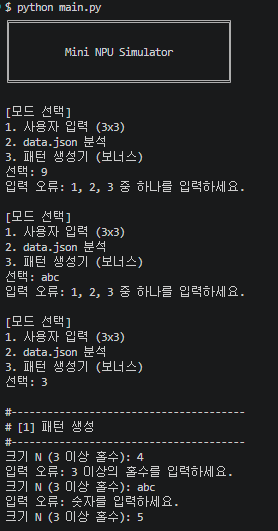 $ python main.py
Mini NPU Simulator
[모드 선택]
1. 사용자 입력 (3x3)
2. data.json 분석
3. 패턴 생성기 (보너스)
선택: 9
입력 오류: 1, 2, 3 중 하나를 입력하세요.
[모드 선택]
1. 사용자 입력 (3x3)
2. data.json 분석
3. 패턴 생성기 (보너스)
선택: abc
입력 오류: 1, 2, 3 중 하나를 입력하세요.
[모드 선택]
1. 사용자 입력 (3x3)
2. data.json 분석
3. 패턴 생성기 (보너스)
선택: 3
#----------------------------------------
# [1] 패턴 생성
#----------------------------------------
크기 N (3 이상 홀수): 4
입력 오류: 3 이상의 홀수를 입력하세요.
크기 N (3 이상 홀수): abc
입력 오류: 숫자를 입력하세요.
크기 N (3 이상 홀수): 5